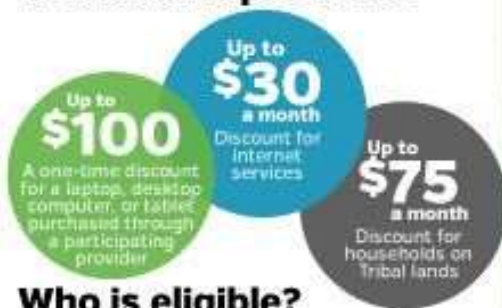 Up to
$30
a month
Discount for
internet
services
Up to
$100
A one-time discount
for a laptop, desktop
computer, or tablet
purchased through
a participating
provider
Up to
$75
a month
Discount for
households on
Tribal lands
Who is eligible?